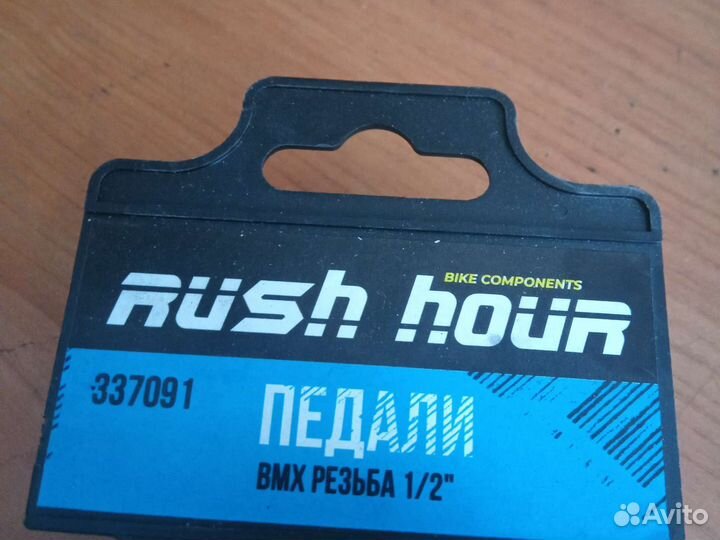 BIKE COMPONENTS
RUSH HOUR
337091
ПЕДАЛИ
BMX РЕЗЬБА 1/2"
Avito